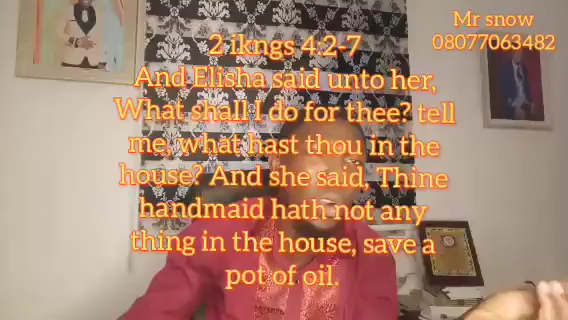 Mr snow
08077063482
2 ikngs 4:2-7
And Elisha said unto her,
What shall I do for thee? tell
me, what hast thou in the
house? And she said, Thine
handmaid hath not any
thing in the house, save a
pot of oil.